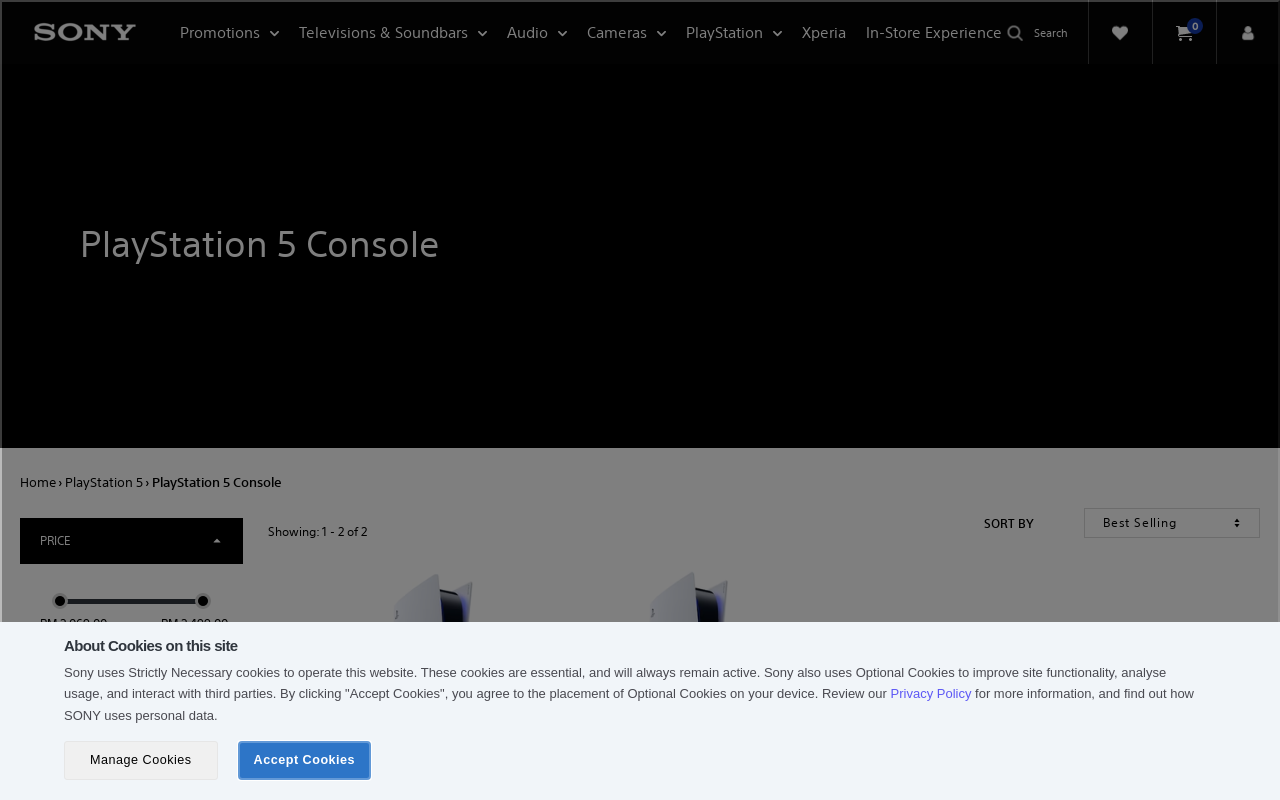 SONY
Promotions Televisions & Soundbars Audio Cameras PlayStation Xperia In-Store Experience Search 0
PlayStation 5 Console
Home › PlayStation 5 › PlayStation 5 Console
PRICE
Showing: 1 - 2 of 2
SORT BY Best Selling
About Cookies on this site
Sony uses Strictly Necessary cookies to operate this website. These cookies are essential, and will always remain active. Sony also uses Optional Cookies to improve site functionality, analyse
usage, and interact with third parties. By clicking "Accept Cookies", you agree to the placement of Optional Cookies on your device. Review our Privacy Policy for more information, and find out how
SONY uses personal data.
Manage Cookies Accept Cookies